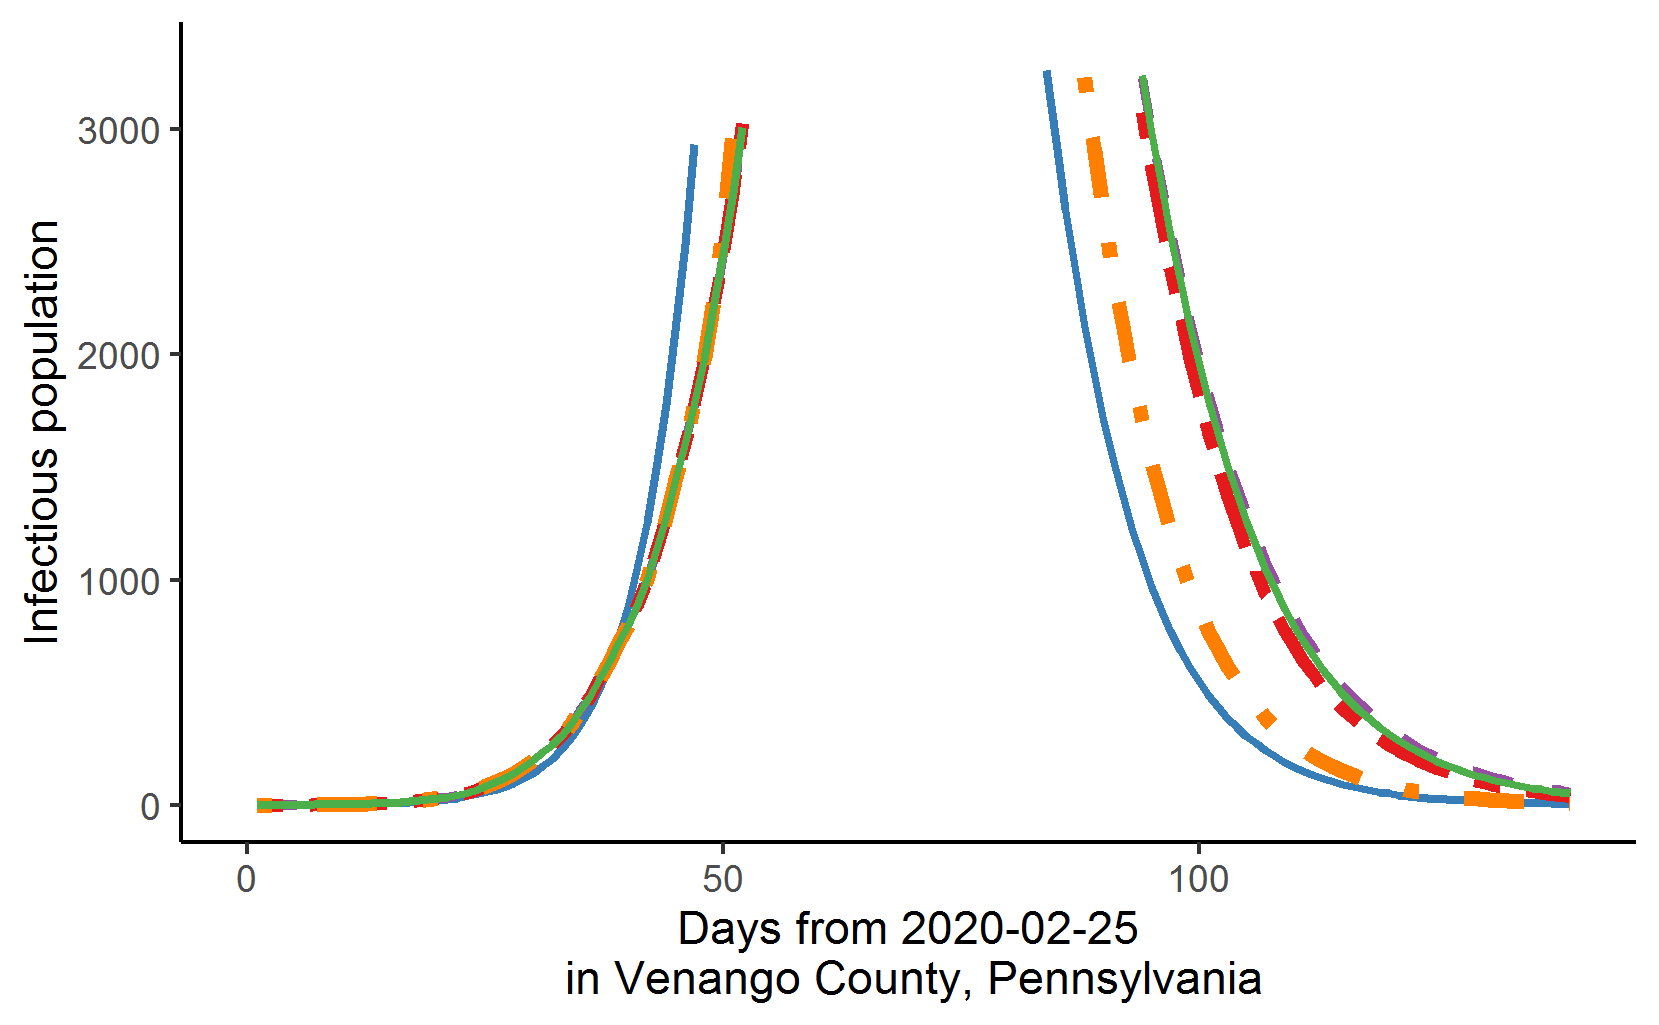 Infectious population
3000
2000
1000
0
0 50 100
Days from 2020-02-25
in Venango County, Pennsylvania